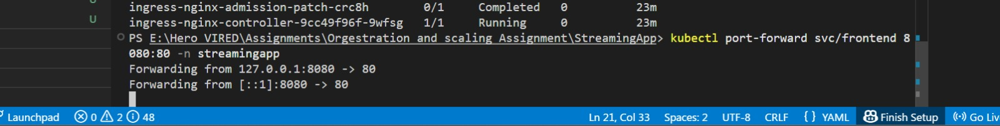 U
ingress-nginx-admission-patch-crc8h 0/1 Completed 0 23m
U
ingress-nginx-controller-9cc49f96f-9wfsg 1/1 Running 0 23m
PS E:\Hero VIRED\Assignments\Orgestration and scaling Assignment\StreamingApp> kubectl port-forward svc/frontend 8
080:80 -n streamingapp
Forwarding from 127.0.0.1:8080 -> 80
Forwarding from [::1]:8080 -> 80
Launchpad 0 2 48 Ln 21, Col 33 Spaces: 2 UTF-8 CRLF { } YAML Finish Setup Go Liv